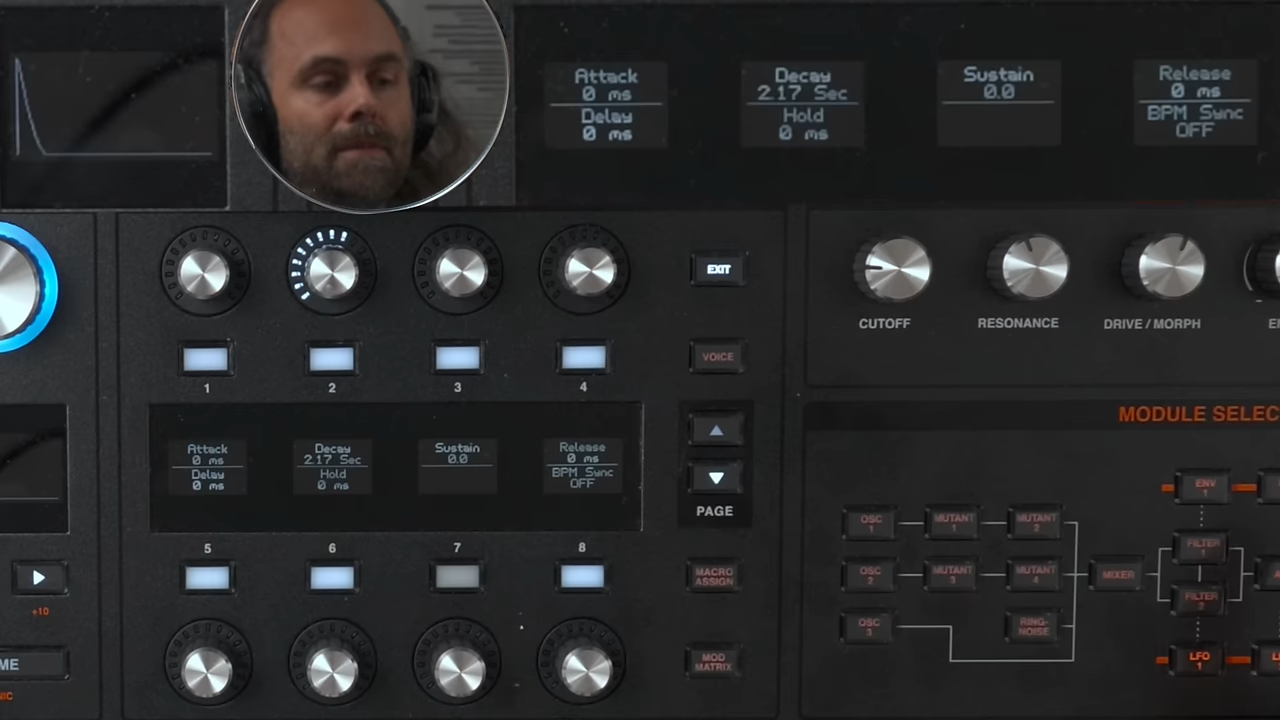 Attack
0 ms
Delay
0 ms
Decay
2.17 Sec
Hold
0 ms
Sustain
0.0
Release
0 ms
BPM Sync
OFF
EXIT
CUTOFF
RESONANCE
DRIVE / MORPH
VOICE
1
2
3
4
MODULE SELEC
Attack
0 ms
Delay
0 ms
Decay
2.17 Sec
Hold
0 ms
Sustain
0.0
Release
0 ms
BPM Sync
OFF
PAGE
ENV
1
OSC
1
MUTANT
1
MUTANT
2
FILTER
1
5
6
7
8
OSC
2
MUTANT
3
MUTANT
4
MIXER
MACRO
ASSIGN
FILTER
2
+10
OSC
3
RING-
NOISE
ME
MOD
MATRIX
LFO
1
NIC